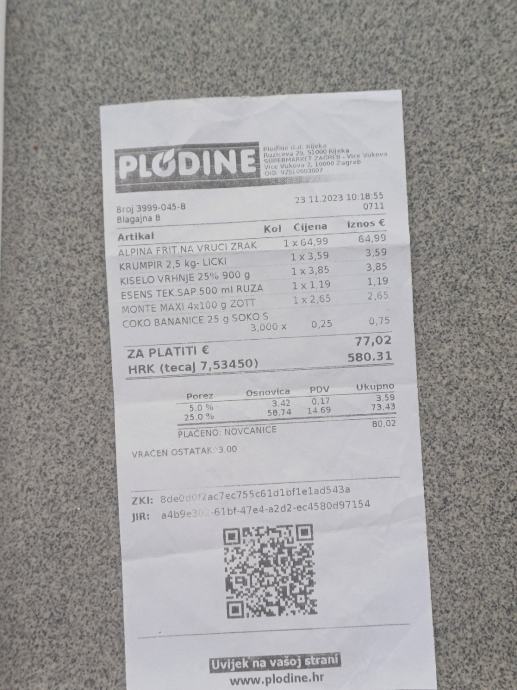 PLODINE
Plodine d.d. Rijeka
Ružićeva 29, 51000 Rijeka
SUPERMARKET ZAGREB - Vice Vukova
Vice Vukova 2, 10000 Zagreb
Broj 3999-045-8
Blagajna 8
23.11.2023 10:18:55
0711
Artikal Kol Cijena Iznos €
ALPINA FRIT.NA VRUCI ZRAK 1 x 64,99 64,99
KRUMPIR 2,5 kg- LICKI 1 x 3,59 3,59
KISELO VRHNJE 25% 900 g 1 x 3,85 3,85
ESENS TEK.SAP.500 ml RUZA 1 x 1,19 1,19
MONTE MAXI 4x100 g ZOTT 1 x 2,65 2,65
COKO BANANICE 25 g SOKO S
3,000 x 0,25 0,75
ZA PLATITI € 77,02
HRK (tecaj 7,53450) 580.31
Porez Osnovica PDV Ukupno
5.0 % 3.42 0.17 3.59
25.0 % 58.74 14.69 73.43
PLAĆENO: NOVCANICE 80,02
VRAĆEN OSTATAK: 3.00
ZKI:
JIR:
Uvijek na vašoj strani
www.plodine.hr